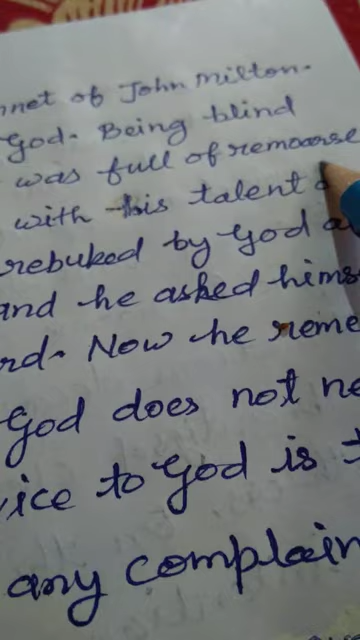 nnet of John Milton.
God. Being blind
was full of remoarse
with his talent
rebuked by God a
and he asked hims
rd. Now he reme
God does not ne
vice to God is t
any complain